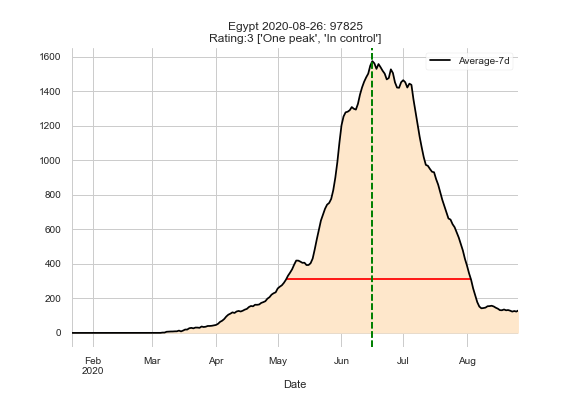 Egypt 2020-08-26: 97825
Rating:3 ['One peak', 'In control']
Average-7d
1600
1400
1200
1000
800
600
400
200
0
Feb Mar Apr May Jun Jul Aug
2020
Date